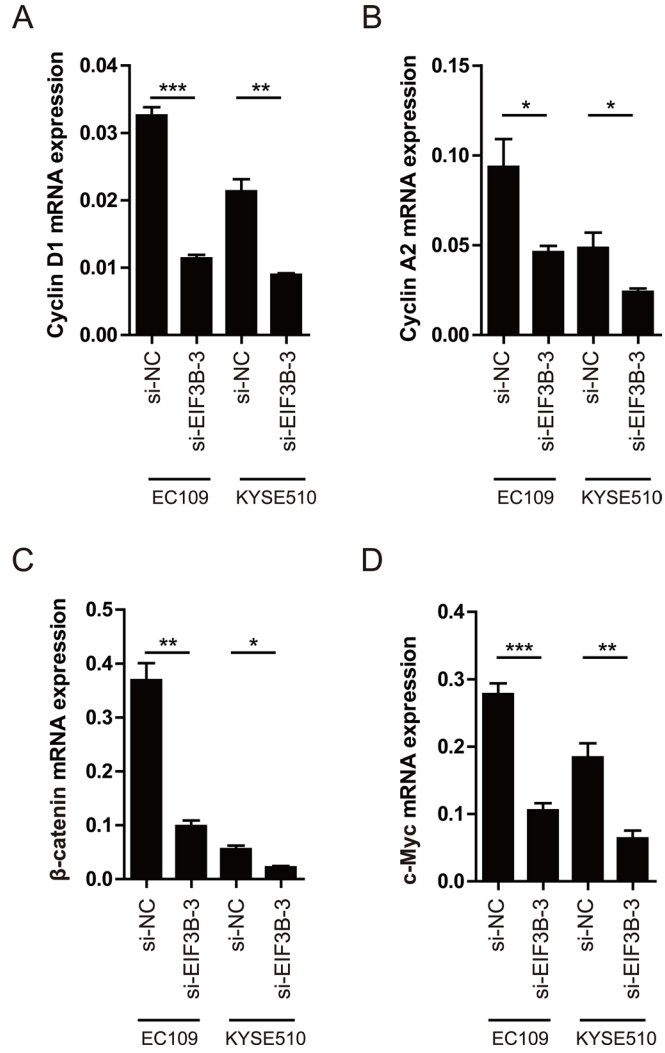 A
Cyclin D1 mRNA expression
0.04
0.03
0.02
0.01
0.00
***
**
si-NC
si-EIF3B-3
si-NC
si-EIF3B-3
EC109
KYSE510
B
Cyclin A2 mRNA expression
0.15
0.10
0.05
0.00
*
*
si-NC
si-EIF3B-3
si-NC
si-EIF3B-3
EC109
KYSE510
C
β-catenin mRNA expression
0.5
0.4
0.3
0.2
0.1
0.0
**
*
si-NC
si-EIF3B-3
si-NC
si-EIF3B-3
EC109
KYSE510
D
c-Myc mRNA expression
0.4
0.3
0.2
0.1
0.0
***
**
si-NC
si-EIF3B-3
si-NC
si-EIF3B-3
EC109
KYSE510